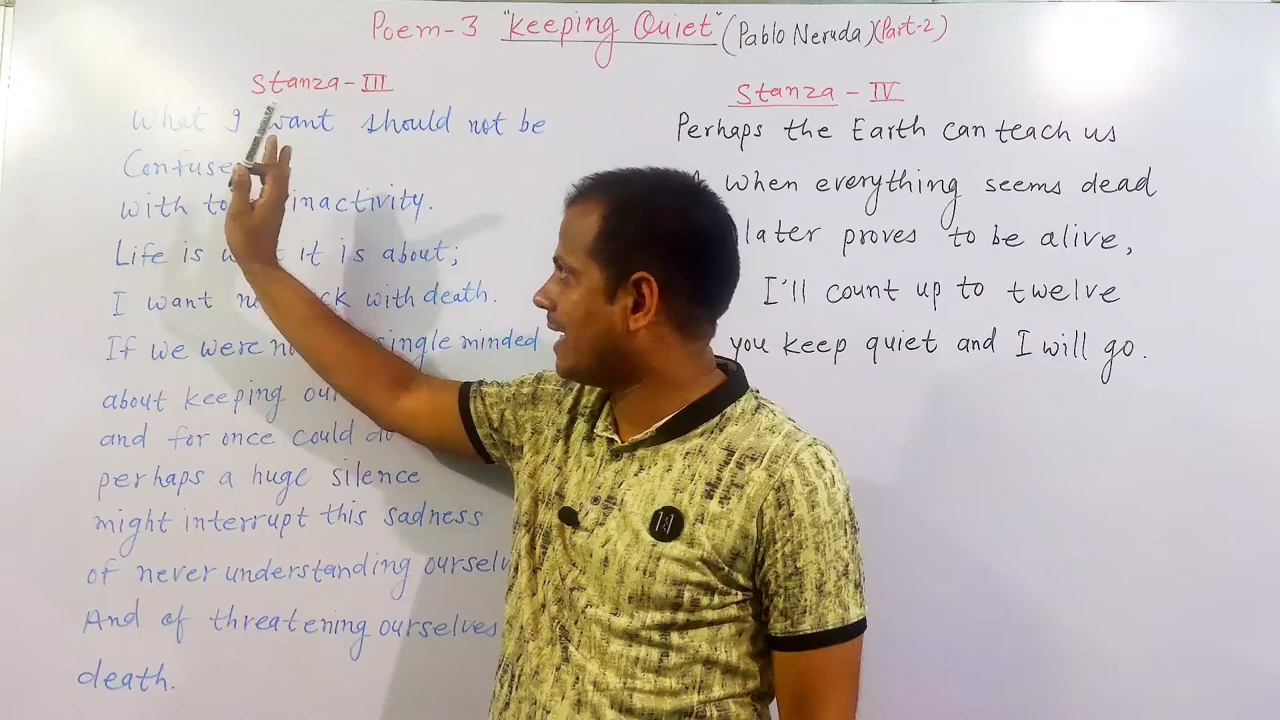 Poem-3 "Keeping Quiet" (Pablo Neruda)(Part-2)
Stanza-III
What I want should not be
Confuse
with inactivity.
Life is it is about;
I want with death.
If we were single minded
about keeping our
and for once could do
perhaps a huge silence
might interrupt this sadness
of never understanding
And of threatening ourselves
death.
Stanza - IV
Perhaps the Earth can teach us
when everything seems dead
later proves to be alive,
I'll count up to twelve
you keep quiet and I will go.